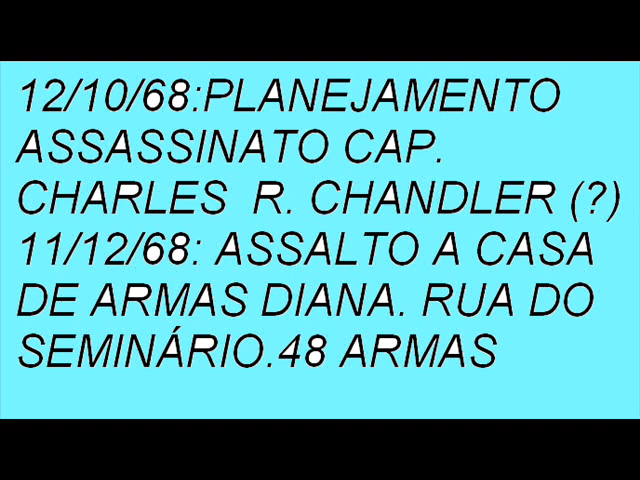 12/10/68:PLANEJAMENTO
ASSASSINATO CAP.
CHARLES R. CHANDLER (?)
11/12/68: ASSALTO A CASA
DE ARMAS DIANA. RUA DO
SEMINÁRIO.48 ARMAS